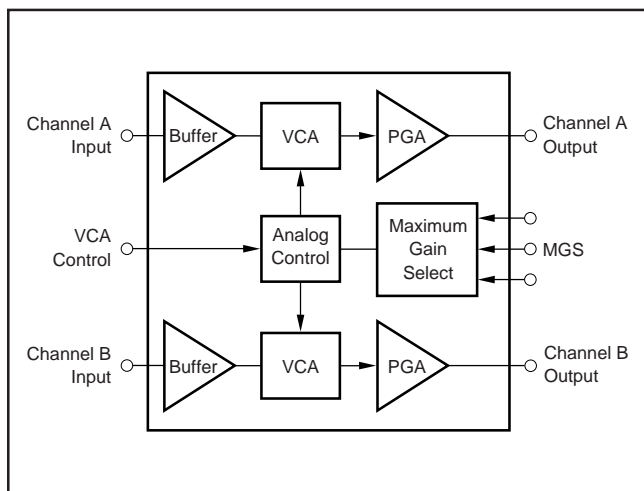 Channel A
Input
Buffer
VCA
PGA
Channel A
Output
VCA
Control
Analog
Control
Maximum
Gain
Select
MGS
Channel B
Input
Buffer
VCA
PGA
Channel B
Output